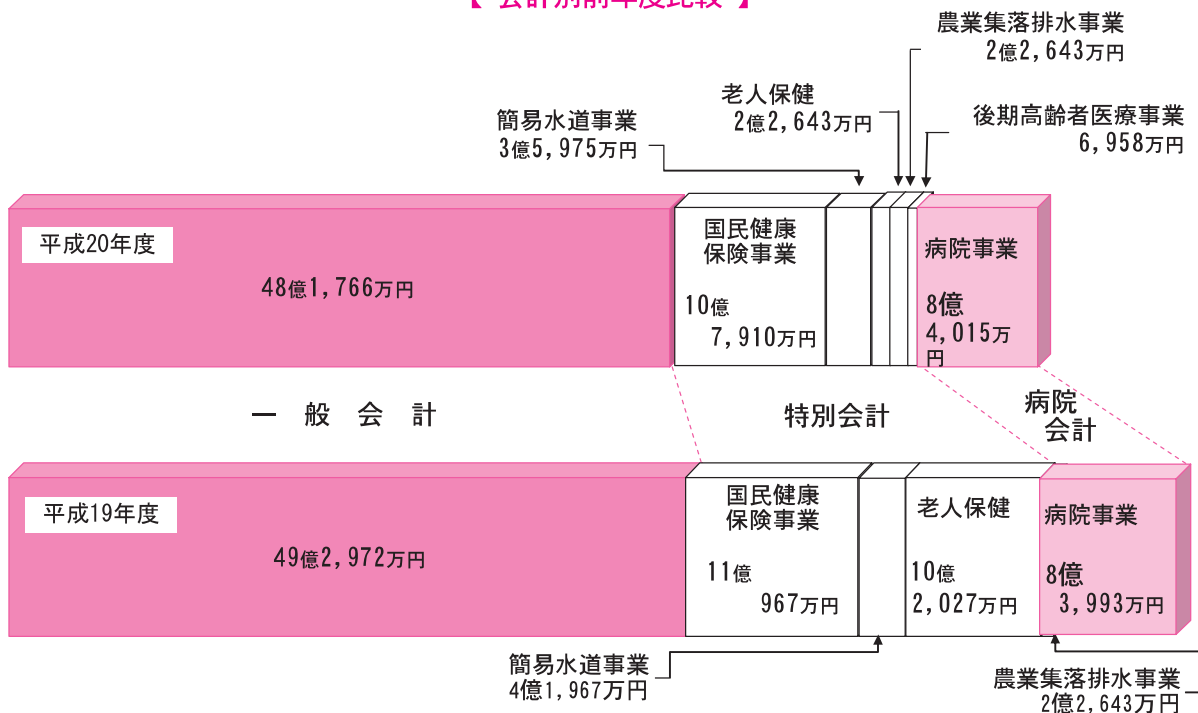 【 会計別前年度比較 】
農業集落排水事業
2億2,643万円
老人保健
2億2,643万円
後期高齢者医療事業
6,958万円
簡易水道事業
3億5,975万円
平成20年度
48億1,766万円
国民健康
保険事業
10億
7,910万円
病院事業
8億
4,015万
円
一般会計
特別会計
病院
会計
平成19年度
49億2,972万円
国民健康
保険事業
11億
967万円
老人保健
10億
2,027万円
病院事業
8億
3,993万円
簡易水道事業
4億1,967万円
農業集落排水事業
2億2,643万円